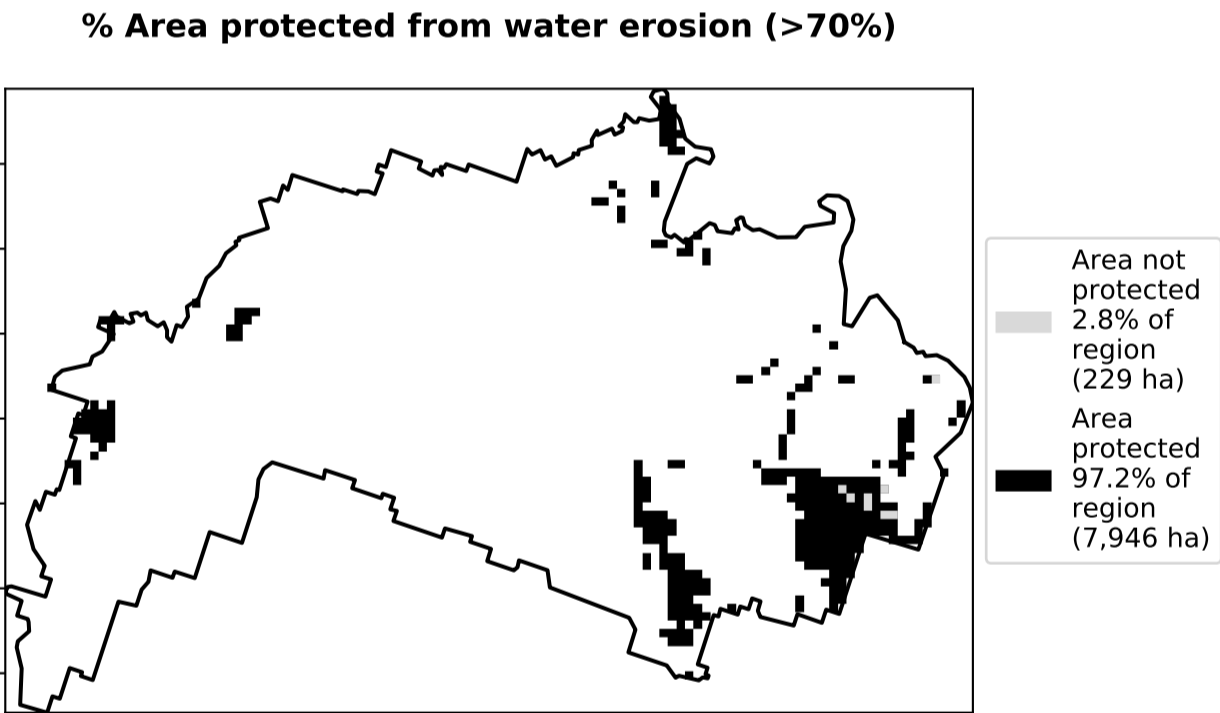 % Area protected from water erosion (>70%)
Area not
protected
2.8% of
region
(229 ha)
Area
protected
97.2% of
region
(7,946 ha)